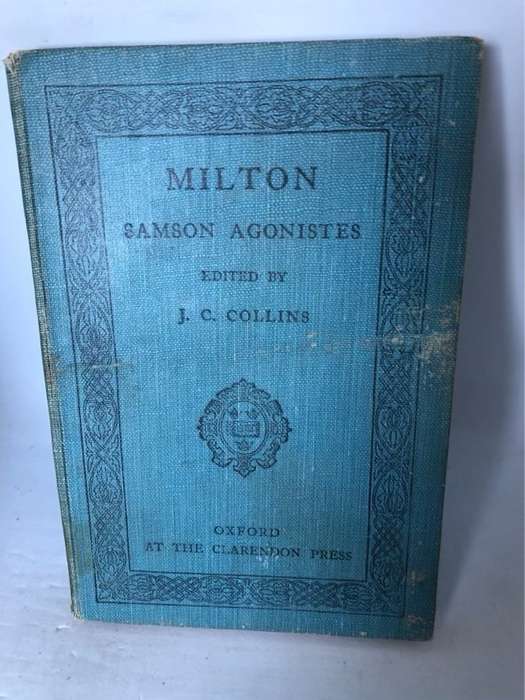 MILTON
SAMSON AGONISTES
EDITED BY
J. C. COLLINS
OXFORD
AT THE CLARENDON PRESS